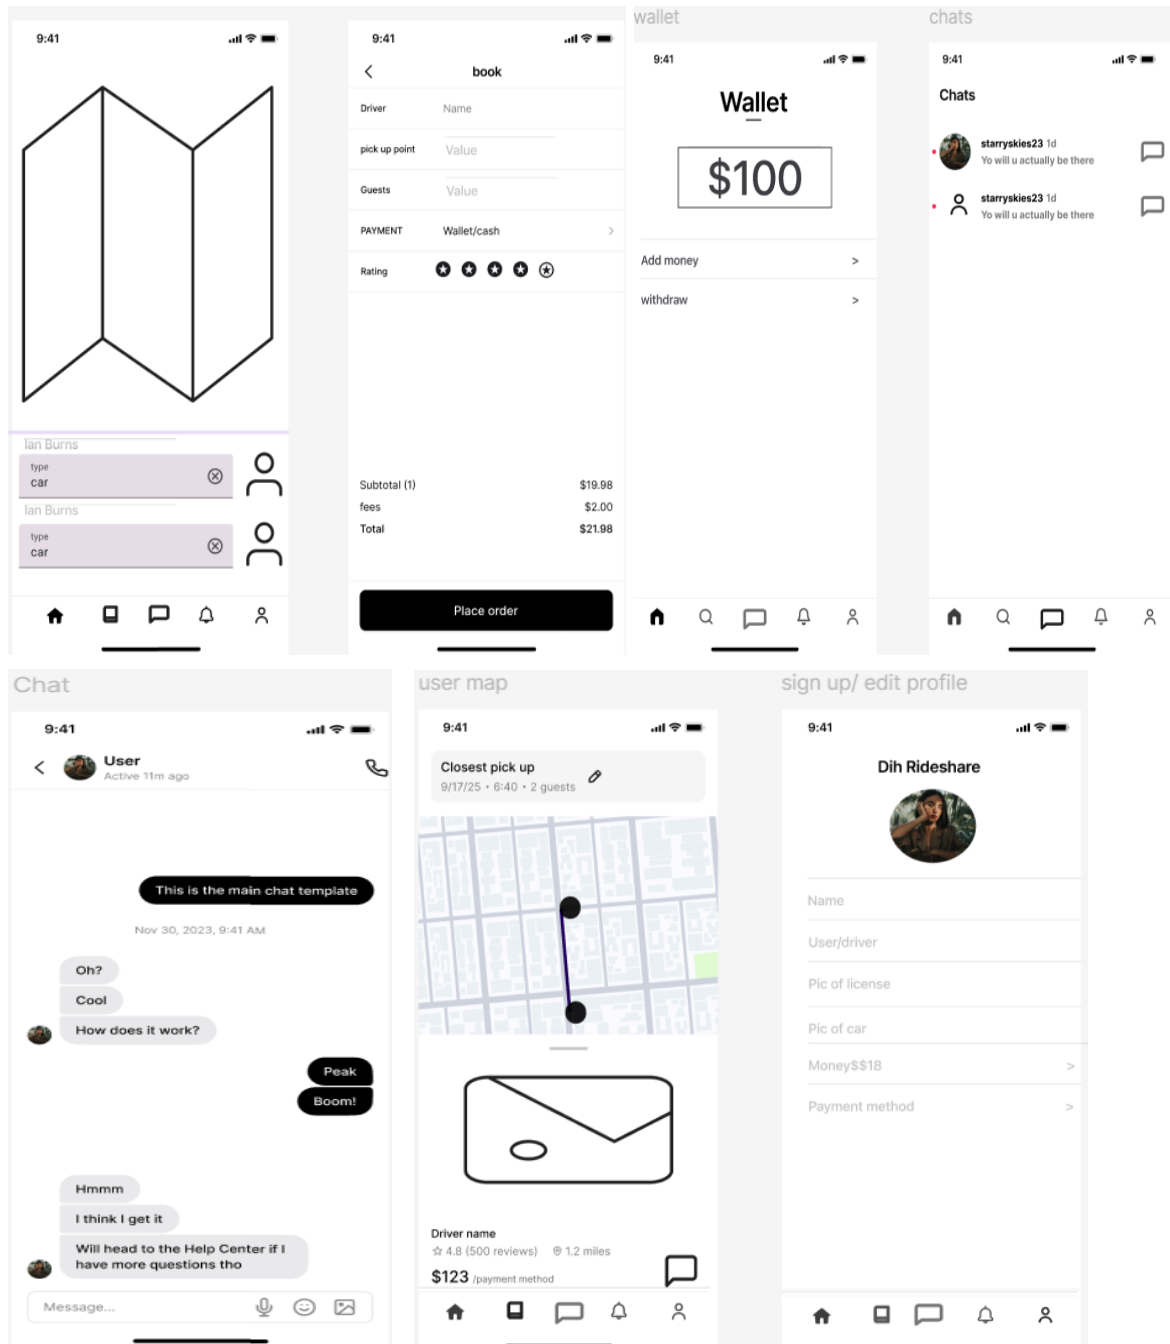 9:41
Ian Burns
type
car
Ian Burns
type
car
9:41
book
Driver Name
pick up point Value
Guests Value
PAYMENT Wallet/cash >
Rating
Subtotal (1) $19.98
fees $2.00
Total $21.98
Place order
wallet
9:41
Wallet
$100
Add money >
withdraw >
chats
9:41
Chats
starryskies23 1d
Yo will u actually be there
starryskies23 1d
Yo will u actually be there
Chat
9:41
User
Active 11m ago
This is the main chat template
Nov 30, 2023, 9:41 AM
Oh?
Cool
How does it work?
Peak
Boom!
Hmmm
I think I get it
Will head to the Help Center if I
have more questions tho
Message...
user map
9:41
Closest pick up
9/17/25 • 6:40 • 2 guests
Driver name
4.8 (500 reviews) 1.2 miles
$123 /payment method
sign up/ edit profile
9:41
Dih Rideshare
Name
User/driver
Pic of license
Pic of car
Money$$18 >
Payment method >